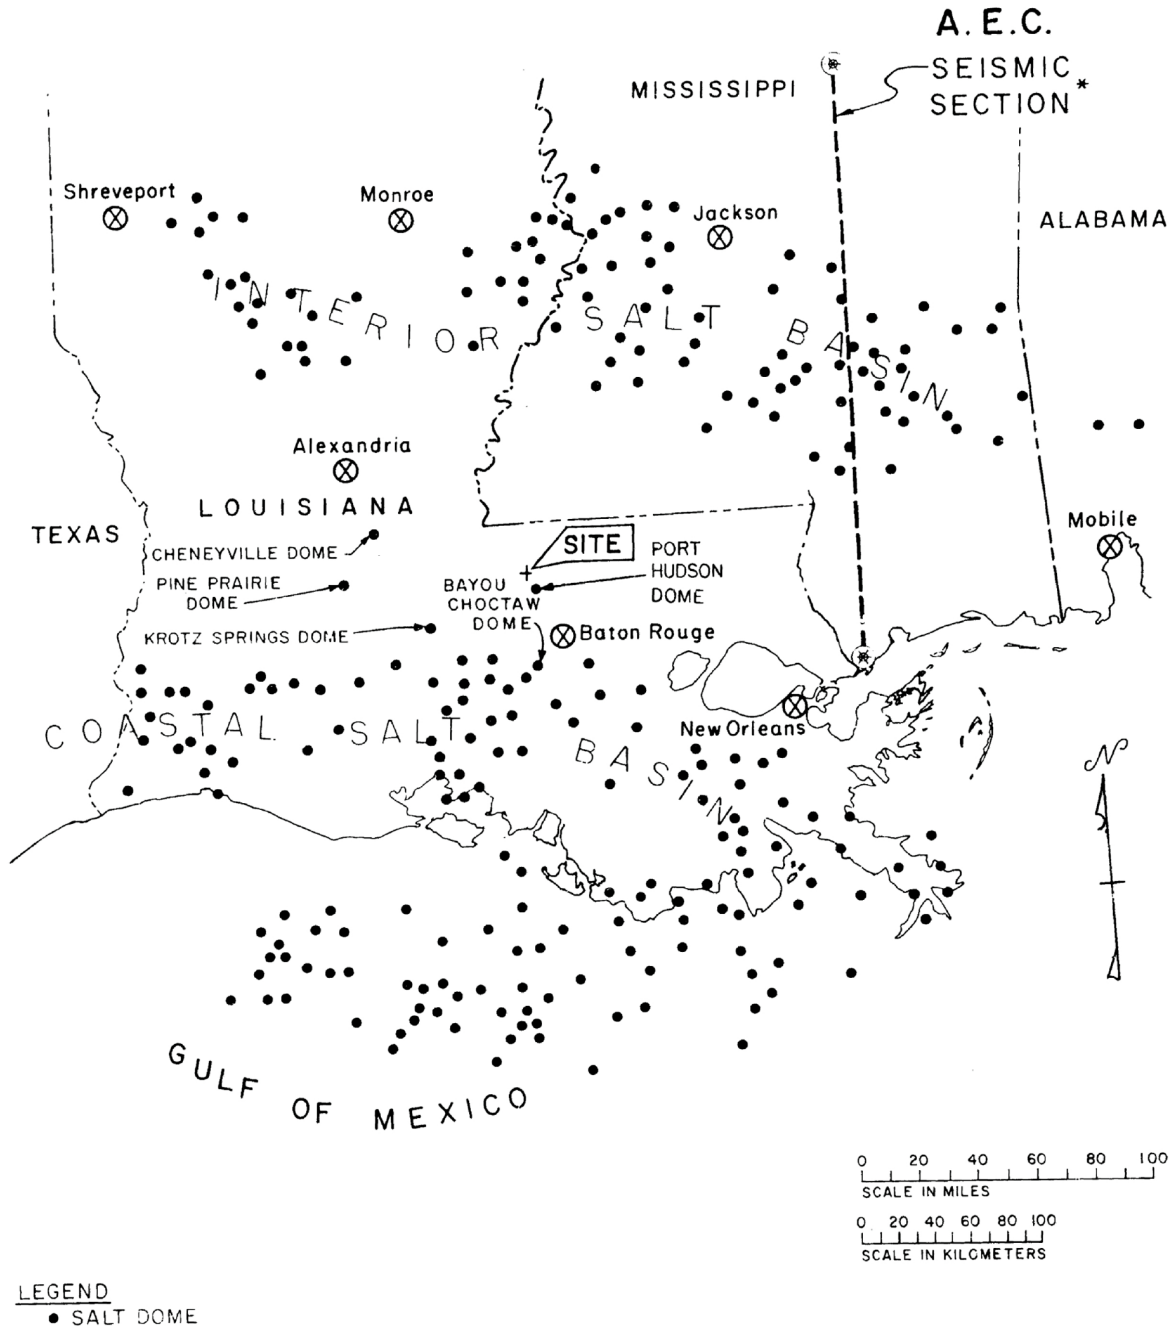 A. E. C.
SEISMIC
SECTION *
MISSISSIPPI
Shreveport
Monroe
Jackson
ALABAMA
INTERIOR SALT BASIN
Alexandria
LOUISIANA
TEXAS
Mobile
CHENEYVILLE DOME
SITE
PORT
HUDSON
DOME
PINE PRAIRIE
DOME
BAYOU
CHOCTAW
DOME
KROTZ SPRINGS DOME
Baton Rouge
COASTAL SALT BASIN
New Orleans
N
GULF OF MEXICO
0 20 40 60 80 100
SCALE IN MILES
0 20 40 60 80 100
SCALE IN KILOMETERS
LEGEND
● SALT DOME